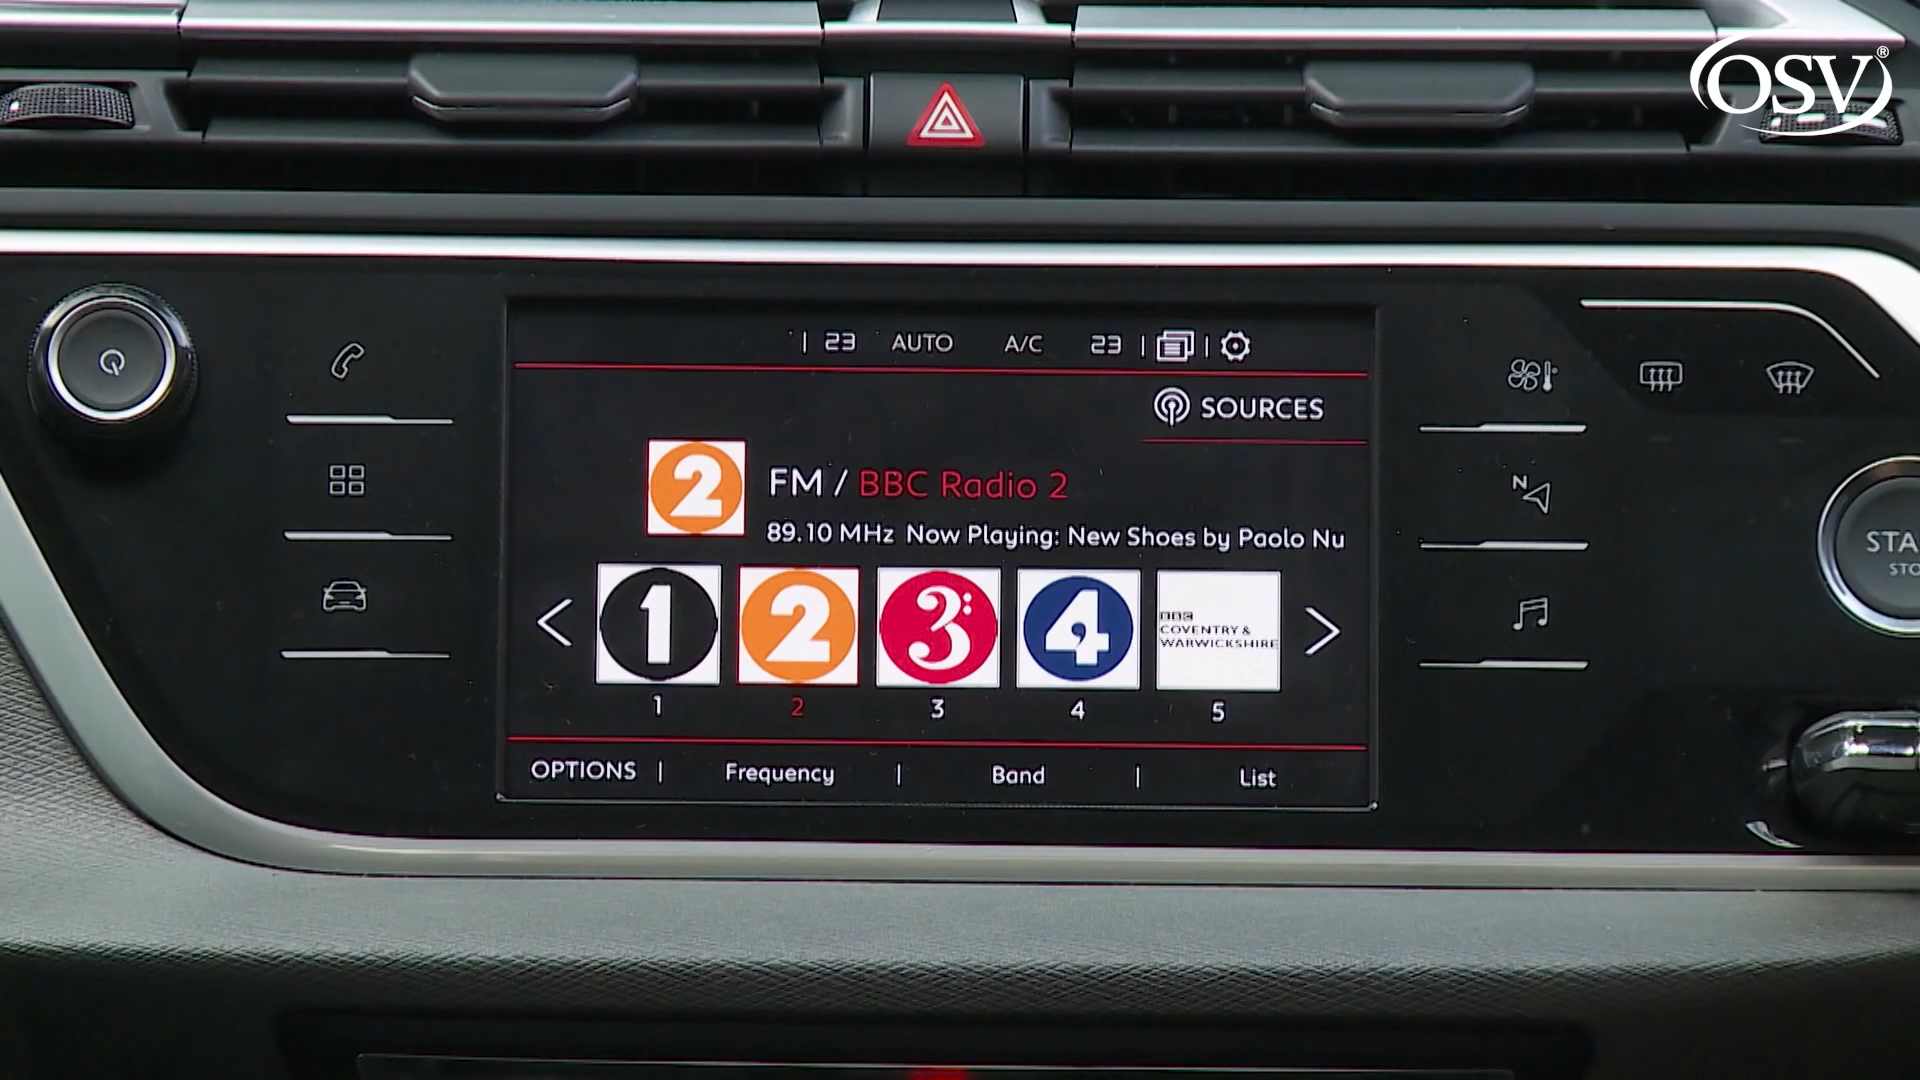 OSV®
23 AUTO A/C 23
SOURCES
2 FM / BBC Radio 2
89.10 MHz Now Playing: New Shoes by Paolo Nu
1 2 3 4 BBC
COVENTRY &
WARWICKSHIRE
1 2 3 4 5
OPTIONS | Frequency | Band | List
N
STA
STO